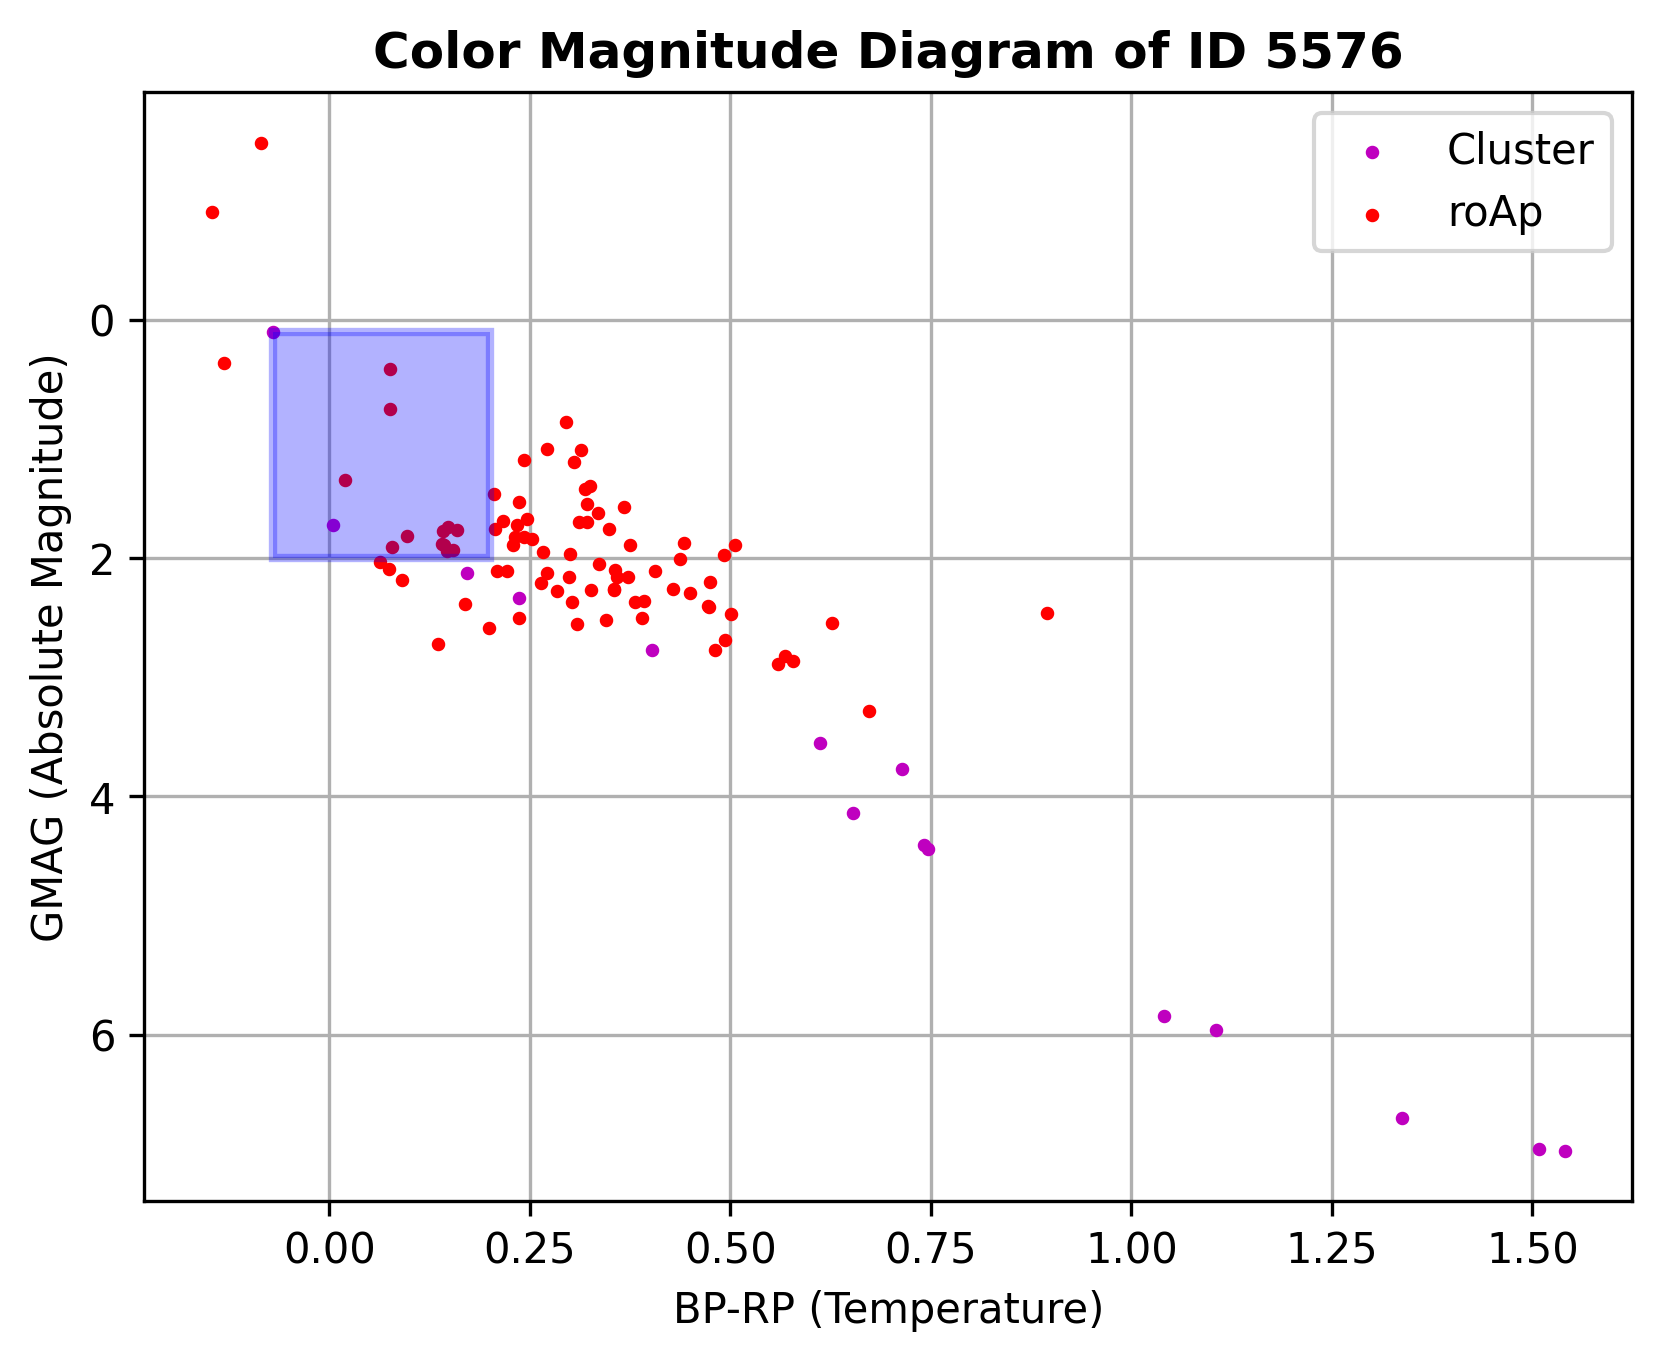 Color Magnitude Diagram of ID 5576
Cluster
roAp
GMAG (Absolute Magnitude)
0
2
4
6
0.00 0.25 0.50 0.75 1.00 1.25 1.50
BP-RP (Temperature)